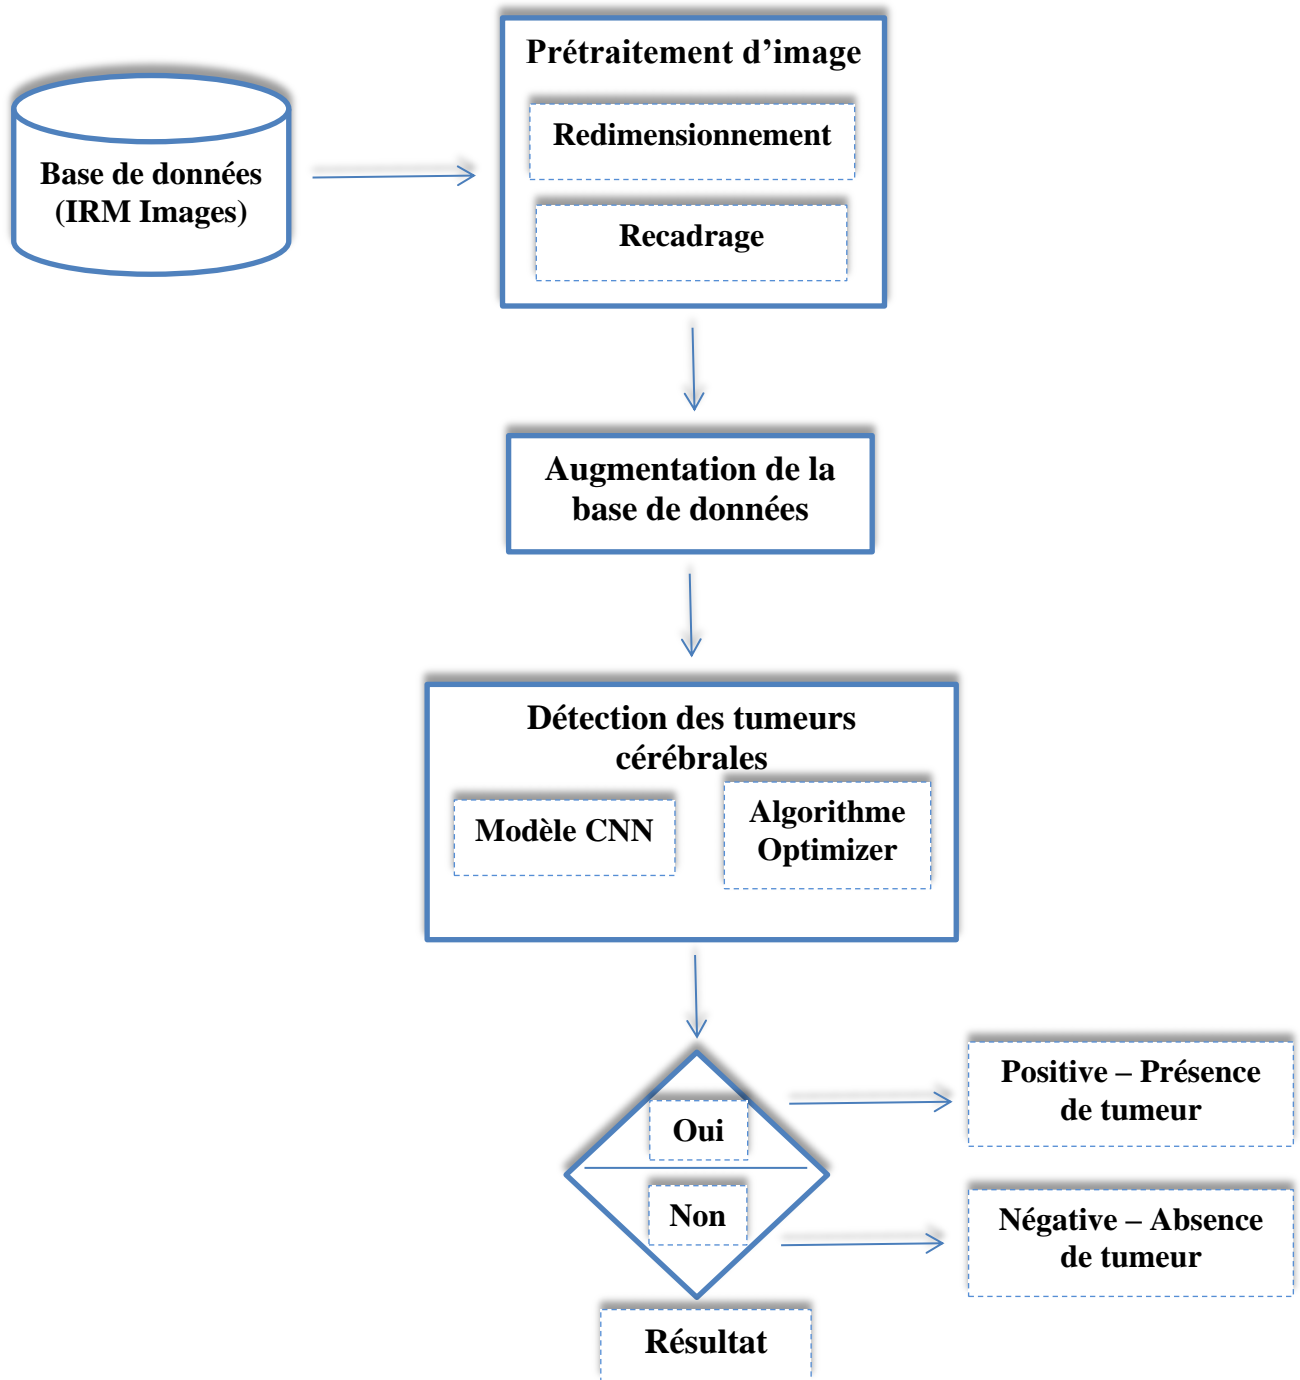 Prétraitement d’image
Redimensionnement
Recadrage
Base de données
(IRM Images)
Augmentation de la
base de données
Détection des tumeurs
cérébrales
Modèle CNN
Algorithme
Optimizer
Oui
Non
Positive – Présence
de tumeur
Négative – Absence
de tumeur
Résultat